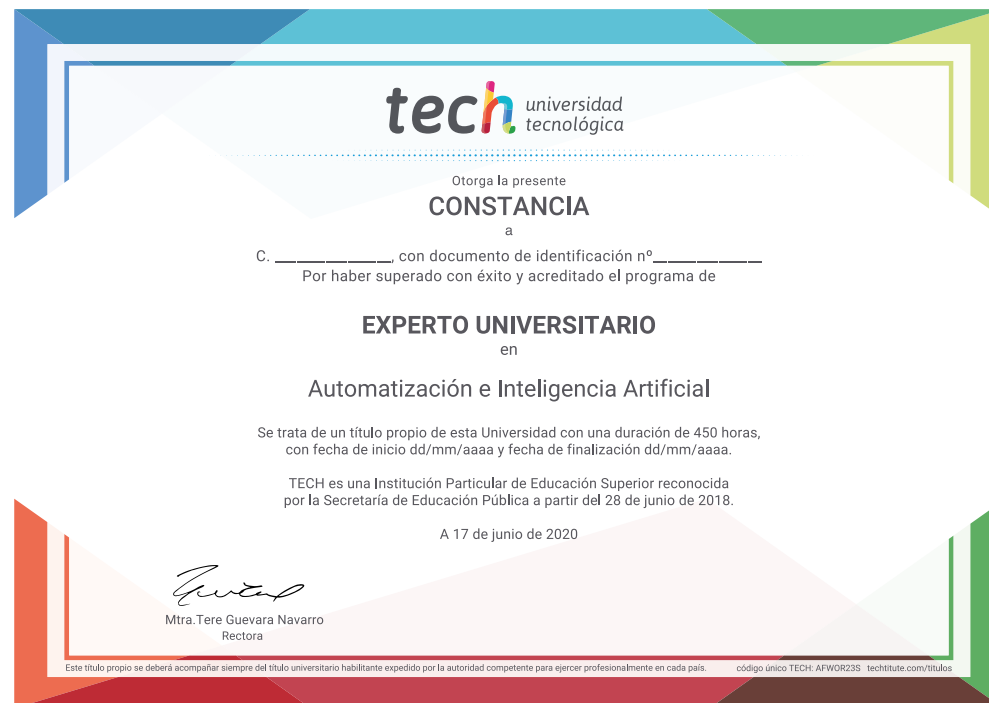 tech universidad
tecnológica
Otorga la presente
CONSTANCIA
a
C. ________________, con documento de identificación nº_______________
Por haber superado con éxito y acreditado el programa de
EXPERTO UNIVERSITARIO
en
Automatización e Inteligencia Artificial
Se trata de un título propio de esta Universidad con una duración de 450 horas,
con fecha de inicio dd/mm/aaaa y fecha de finalización dd/mm/aaaa.
TECH es una Institución Particular de Educación Superior reconocida
por la Secretaría de Educación Pública a partir del 28 de junio de 2018.
A 17 de junio de 2020
Mtra.Tere Guevara Navarro
Rectora
Este título propio se deberá acompañar siempre del título universitario habilitante expedido por la autoridad competente para ejercer profesionalmente en cada país. código único TECH: AFWOR23S techtitute.com/titulos